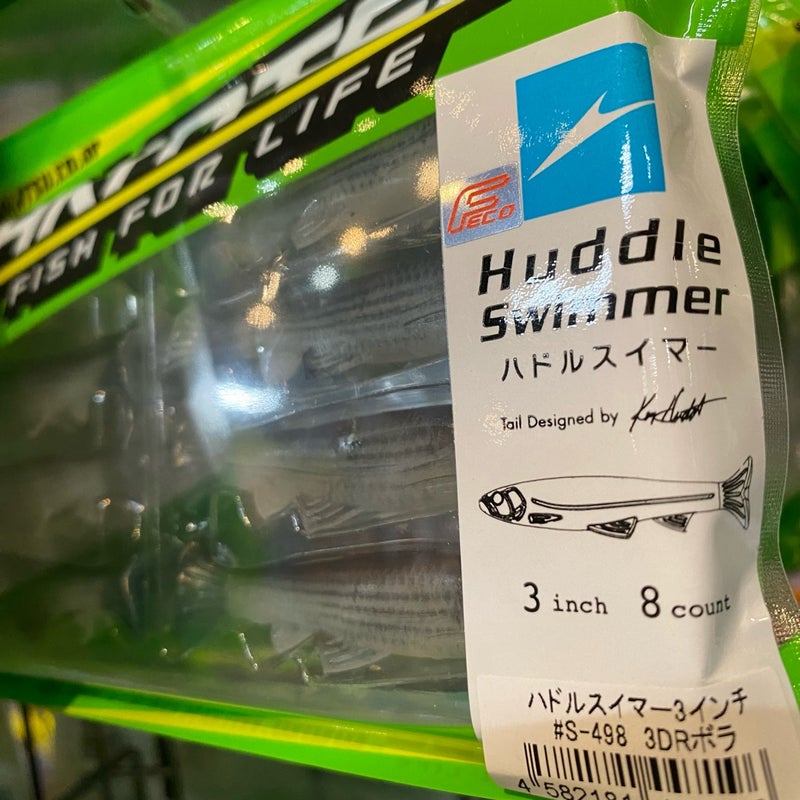 FISH FOR LIFE
FECO
Huddle
Swimmer
ハドルスイマー
Tail Designed by
3 inch 8 count
ハドルスイマー3インチ
#S-498 3DRボラ